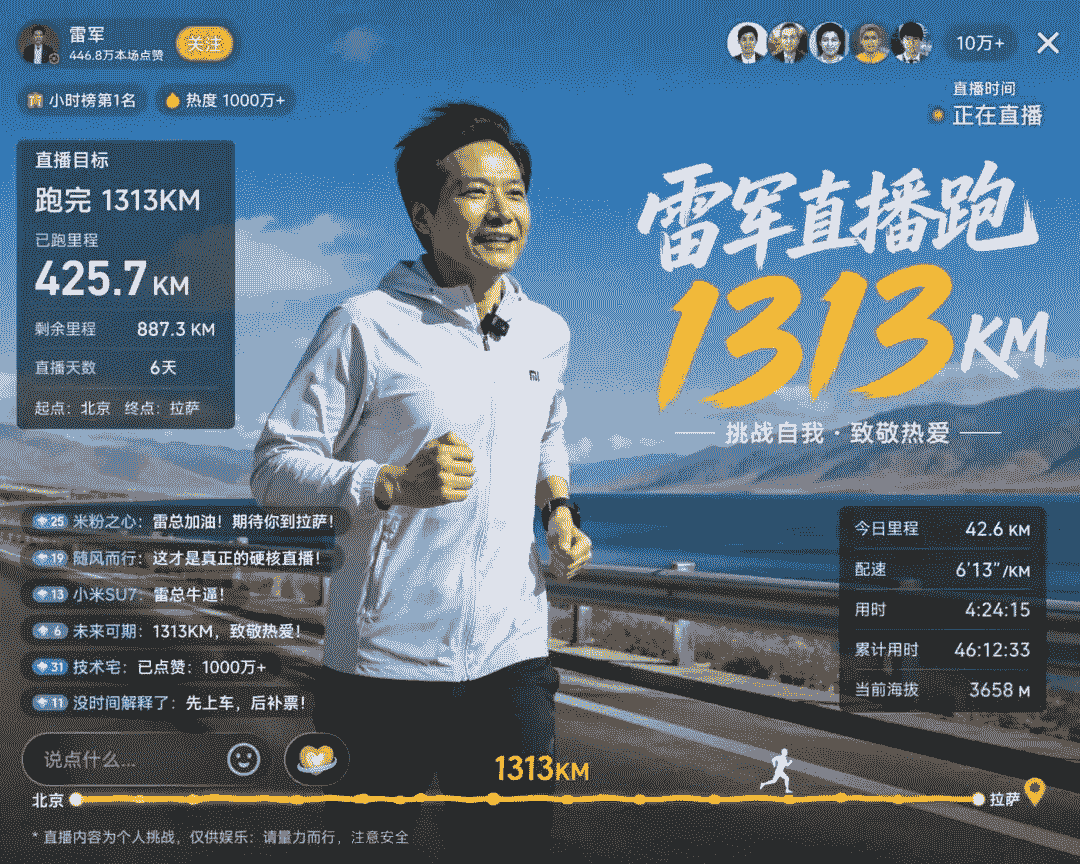 雷军
446.8万本场点赞
关注
10万+
小时榜第1名
热度 1000万+
直播时间
正在直播
直播目标
跑完 1313KM
已跑里程
425.7 KM
剩余里程 887.3 KM
直播天数 6天
起点：北京 终点：拉萨
雷军直播跑
1313KM
挑战自我·致敬热爱
25 米粉之心：雷总加油！期待你到拉萨！
19 随风而行：这才是真正的硬核直播！
13 小米SU7：雷总牛逼！
6 未来可期：1313KM，致敬热爱！
31 技术宅：已点赞：1000万+
11 没时间解释了：先上车，后补票！
今日里程 42.6 KM
配速 6'13"/KM
用时 4:24:15
累计用时 46:12:33
当前海拔 3658 M
说点什么...
1313KM
北京
拉萨
* 直播内容为个人挑战，仅供娱乐：请量力而行，注意安全